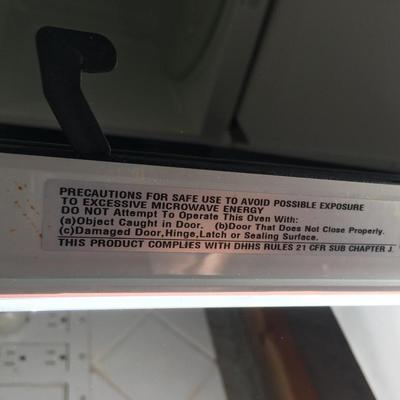 PRECAUTIONS FOR SAFE USE TO AVOID POSSIBLE EXPOSURE
TO EXCESSIVE MICROWAVE ENERGY
DO NOT Attempt To Operate This Oven With:
(a)Object Caught in Door. (b)Door That Does Not Close Properly.
(c)Damaged Door,Hinge,Latch or Sealing Surface.
THIS PRODUCT COMPLIES WITH DHHS RULES 21 CFR SUB CHAPTER J.